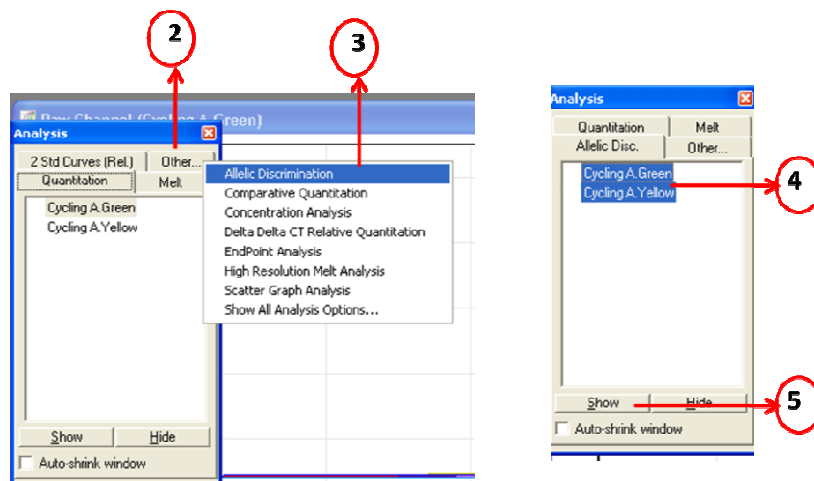 2
3
Raw Channel (Cycling A.Green)
Analysis
2 Std Curves (Rel.)
Other...
Quantitation
Melt
Cycling A.Green
Cycling A.Yellow
Show
Hide
Auto-shrink window
Allelic Discrimination
Comparative Quantitation
Concentration Analysis
Delta Delta CT Relative Quantitation
EndPoint Analysis
High Resolution Melt Analysis
Scatter Graph Analysis
Show All Analysis Options...
Analysis
Quantitation
Melt
Allelic Disc.
Other...
Cycling A.Green
Cycling A.Yellow
4
Show
Hide
5
Auto-shrink window